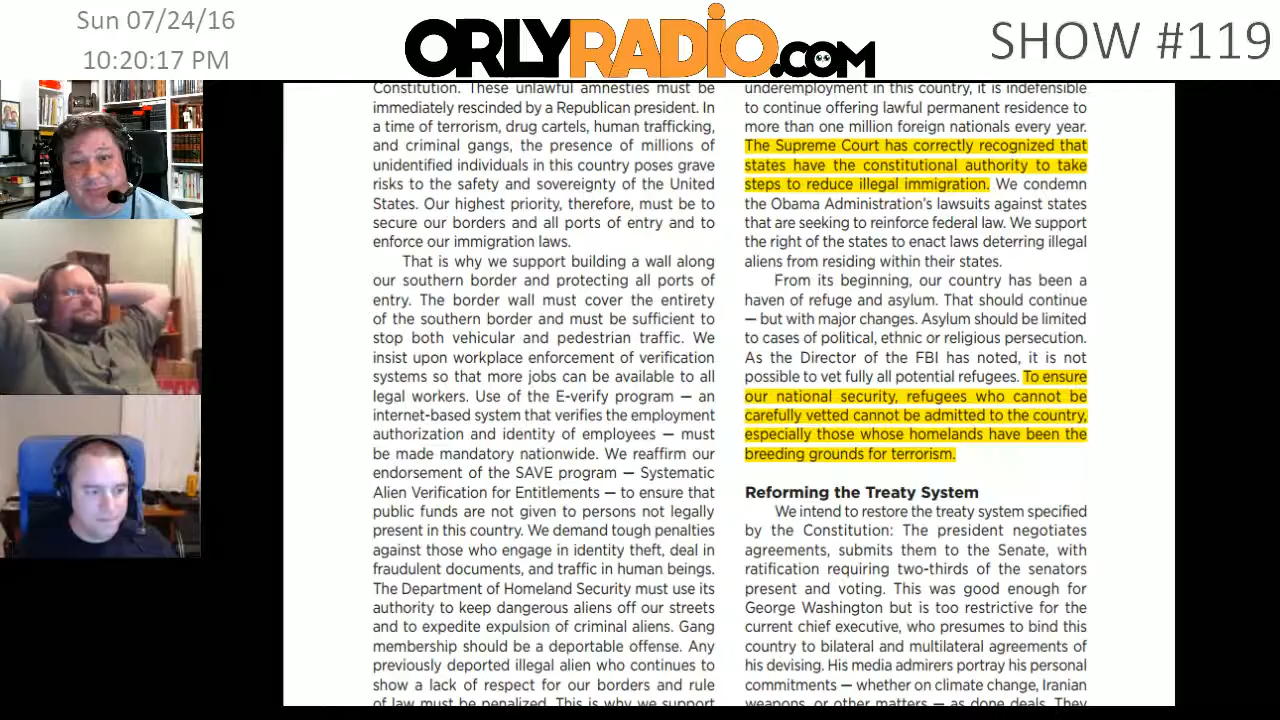 Sun 07/24/16
10:20:17 PM
ORLYRADiO.com
SHOW #119
Constitution. These unlawful amnesties must be
immediately rescinded by a Republican president. In
a time of terrorism, drug cartels, human trafficking,
and criminal gangs, the presence of millions of
unidentified individuals in this country poses grave
risks to the safety and sovereignty of the United
States. Our highest priority, therefore, must be to
secure our borders and all ports of entry and to
enforce our immigration laws.
That is why we support building a wall along
our southern border and protecting all ports of
entry. The border wall must cover the entirety
of the southern border and must be sufficient to
stop both vehicular and pedestrian traffic. We
insist upon workplace enforcement of verification
systems so that more jobs can be available to all
legal workers. Use of the E-verify program — an
internet-based system that verifies the employment
authorization and identity of employees — must
be made mandatory nationwide. We reaffirm our
endorsement of the SAVE program — Systematic
Alien Verification for Entitlements — to ensure that
public funds are not given to persons not legally
present in this country. We demand tough penalties
against those who engage in identity theft, deal in
fraudulent documents, and traffic in human beings.
The Department of Homeland Security must use its
authority to keep dangerous aliens off our streets
and to expedite expulsion of criminal aliens. Gang
membership should be a deportable offense. Any
previously deported illegal alien who continues to
show a lack of respect for our borders and rule
of law must be penalized. This is why we support
underemployment in this country, it is indefensible
to continue offering lawful permanent residence to
more than one million foreign nationals every year.
The Supreme Court has correctly recognized that
states have the constitutional authority to take
steps to reduce illegal immigration. We condemn
the Obama Administration's lawsuits against states
that are seeking to reinforce federal law. We support
the right of the states to enact laws deterring illegal
aliens from residing within their states.
From its beginning, our country has been a
haven of refuge and asylum. That should continue
— but with major changes. Asylum should be limited
to cases of political, ethnic or religious persecution.
As the Director of the FBI has noted, it is not
possible to vet fully all potential refugees. To ensure
our national security, refugees who cannot be
carefully vetted cannot be admitted to the country,
especially those whose homelands have been the
breeding grounds for terrorism.
Reforming the Treaty System
We intend to restore the treaty system specified
by the Constitution: The president negotiates
agreements, submits them to the Senate, with
ratification requiring two-thirds of the senators
present and voting. This was good enough for
George Washington but is too restrictive for the
current chief executive, who presumes to bind this
country to bilateral and multilateral agreements of
his devising. His media admirers portray his personal
commitments — whether on climate change, Iranian
weapons, or other matters — as done deals. They